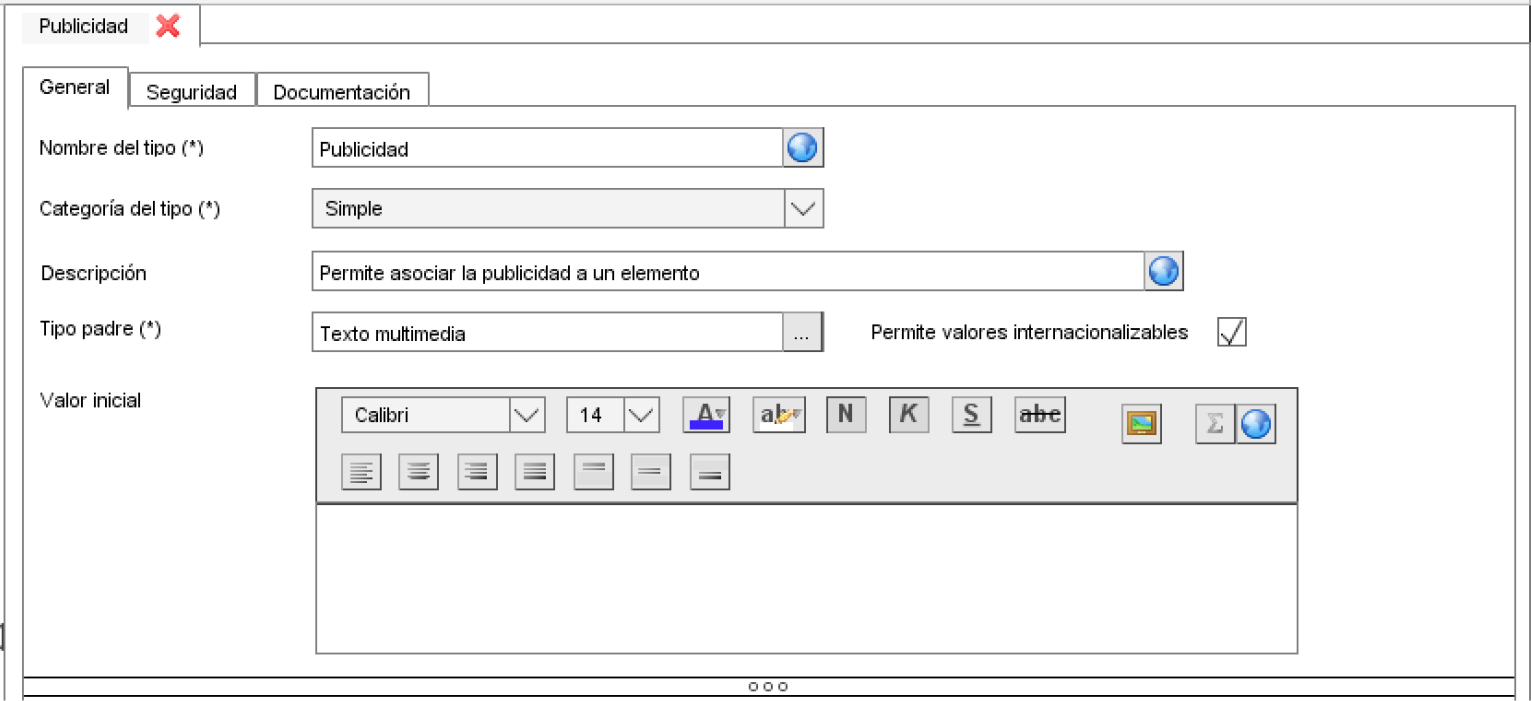 Publicidad
General Seguridad Documentación
Nombre del tipo (*) Publicidad
Categoría del tipo (*) Simple
Descripción Permite asociar la publicidad a un elemento
Tipo padre (*) Texto multimedia ... Permite valores internacionalizables
Valor inicial Calibri 14 A ab N K S abc Σ